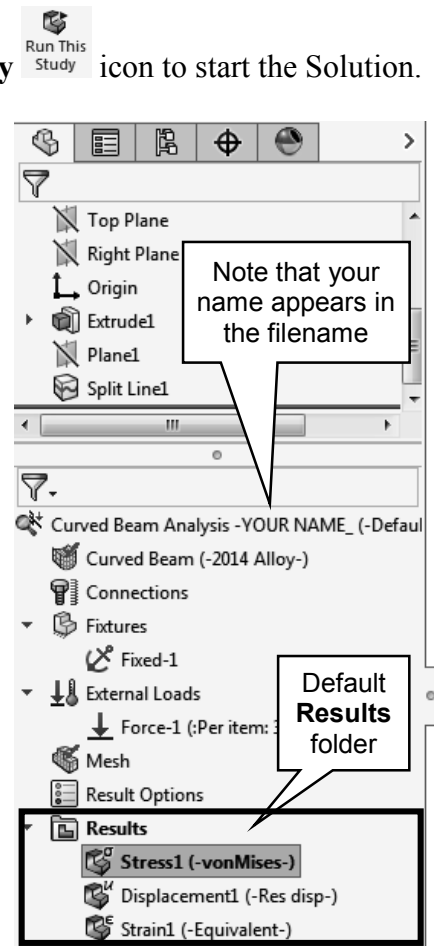 Run This
Study
y icon to start the Solution.
Top Plane
Right Plane
Origin
Extrude1
Plane1
Split Line1
Note that your
name appears in
the filename
Curved Beam Analysis -YOUR NAME_ (-Defaul
Curved Beam (-2014 Alloy-)
Connections
Fixtures
Fixed-1
External Loads
Force-1 (:Per item:
Mesh
Result Options
Default
Results
folder
Results
Stress1 (-vonMises-)
Displacement1 (-Res disp-)
Strain1 (-Equivalent-)